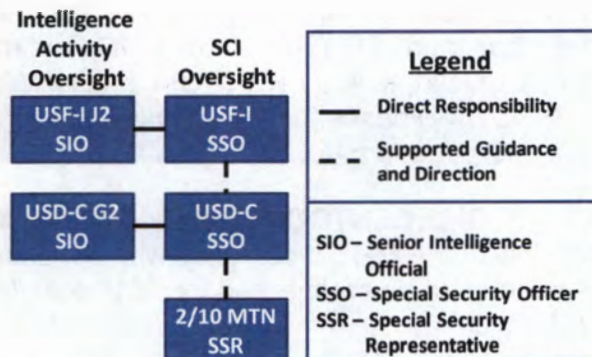 Intelligence
Activity
Oversight
SCI
Oversight
USF-I J2
SIO
USF-I
SSO
USD-C G2
SIO
USD-C
SSO
2/10 MTN
SSR
Legend
Direct Responsibility
Supported Guidance
and Direction
SIO – Senior Intelligence
Official
SSO – Special Security Officer
SSR – Special Security
Representative